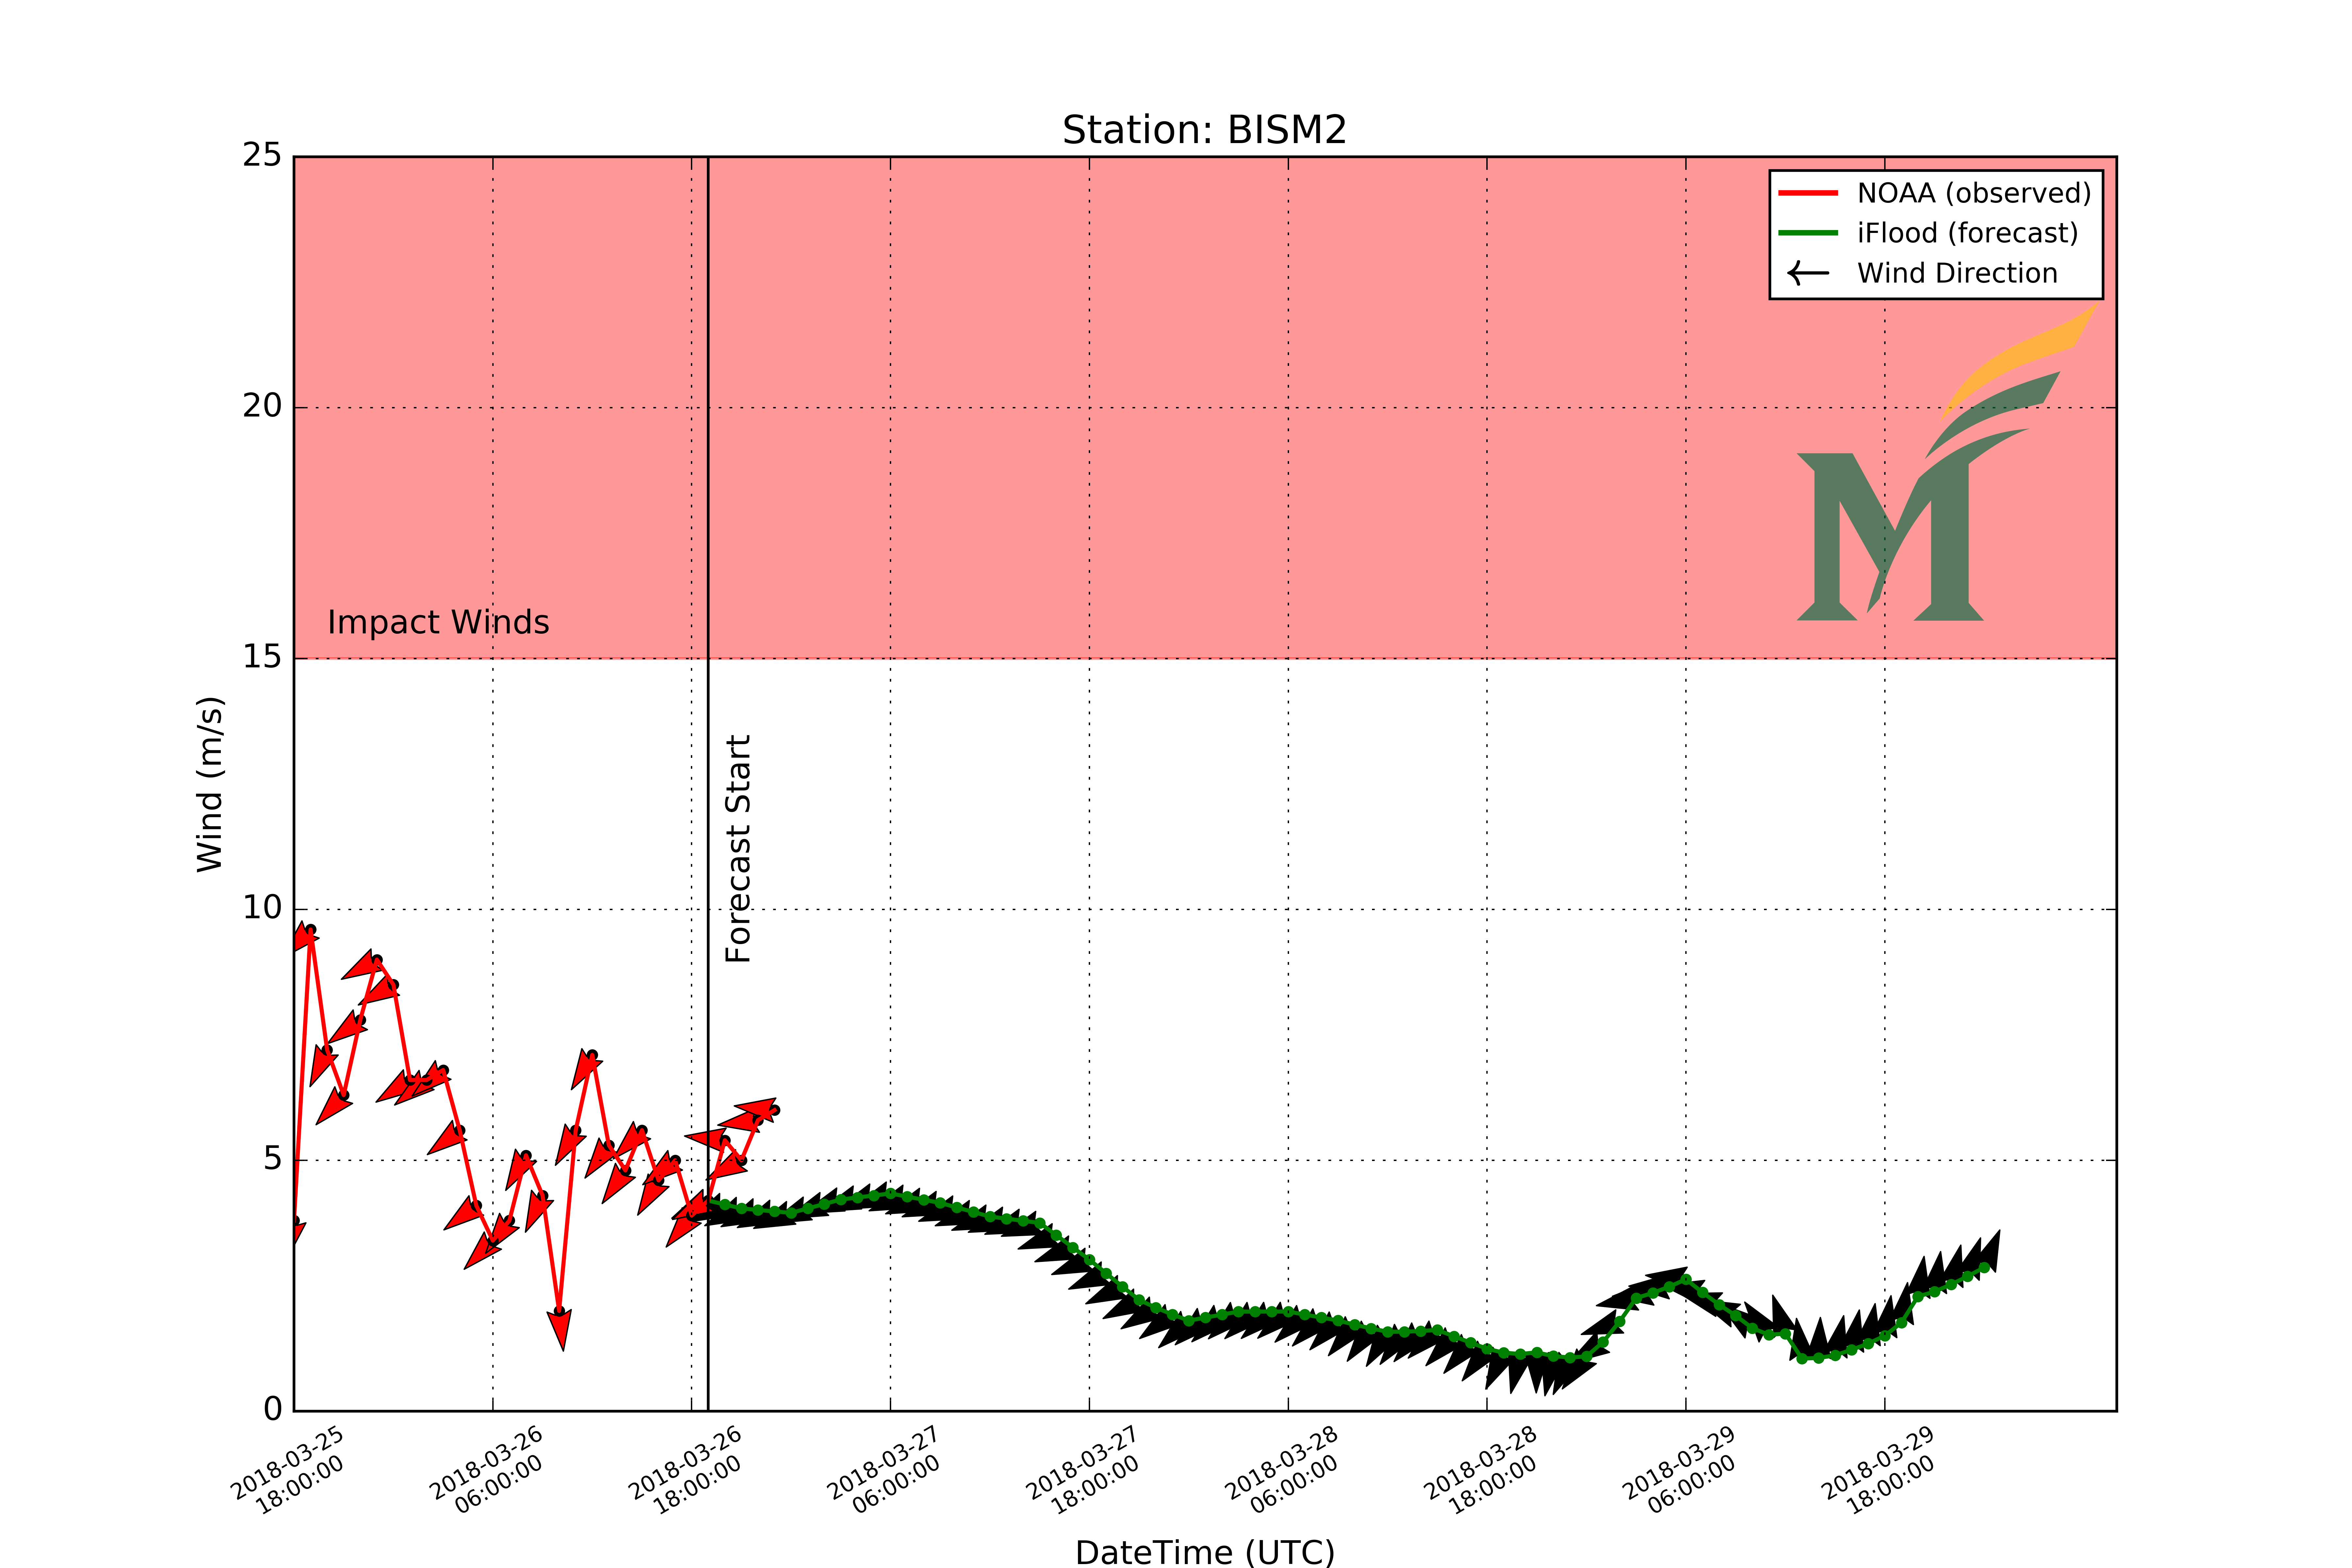 Station: BISM2
25
20
15
10
5
0
Wind (m/s)
NOAA (observed)
iFlood (forecast)
Wind Direction
M
Impact Winds
Forecast Start
2018-03-25
18:00:00
2018-03-26
06:00:00
2018-03-26
18:00:00
2018-03-27
06:00:00
2018-03-27
18:00:00
2018-03-28
06:00:00
2018-03-28
18:00:00
2018-03-29
06:00:00
2018-03-29
18:00:00
DateTime (UTC)